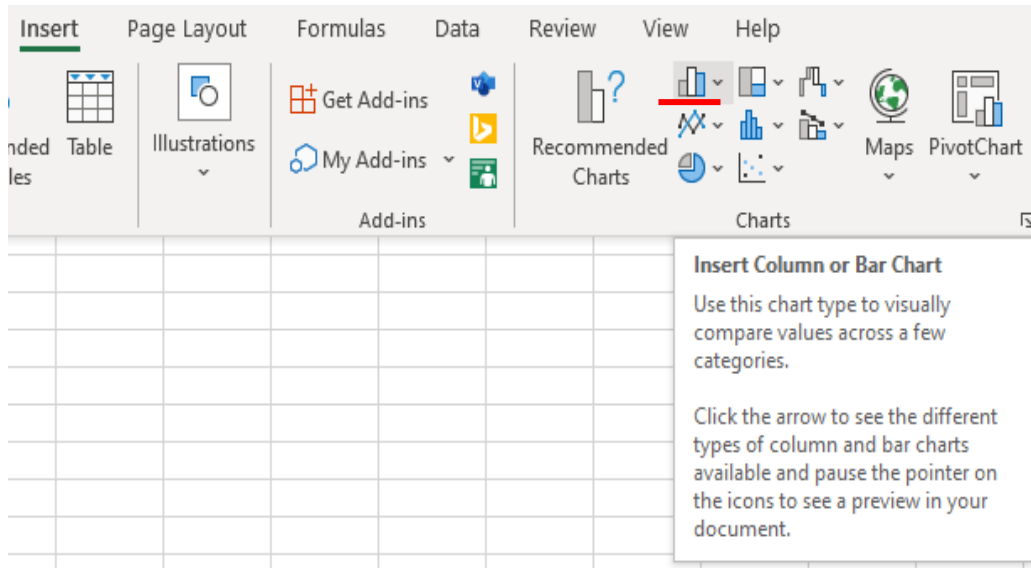 Insert Page Layout Formulas Data Review View Help
Get Add-ins
My Add-ins
nded
les
Table
Illustrations
Recommended
Charts
Maps
PivotChart
Add-ins
Charts
Insert Column or Bar Chart
Use this chart type to visually
compare values across a few
categories.
Click the arrow to see the different
types of column and bar charts
available and pause the pointer on
the icons to see a preview in your
document.